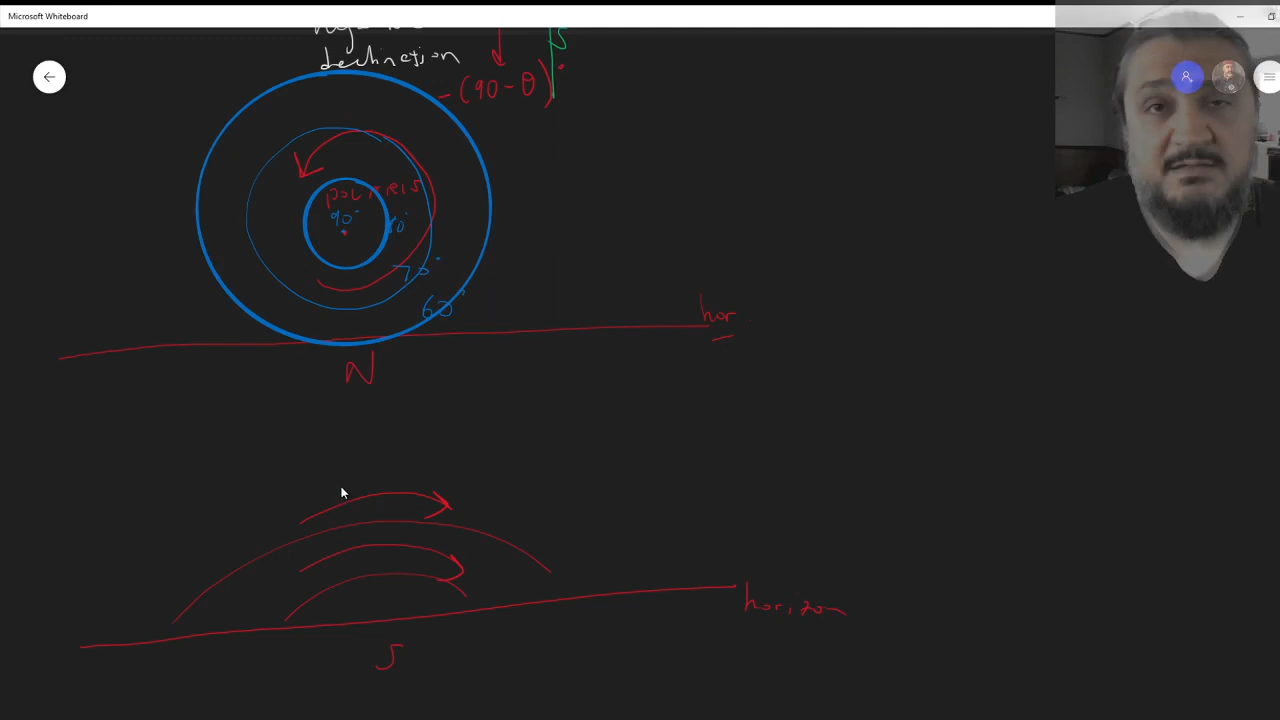 Microsoft Whiteboard
declination
-(90-θ)°
S
polaris
90°
80°
70°
60°
hor
N
horizon
S